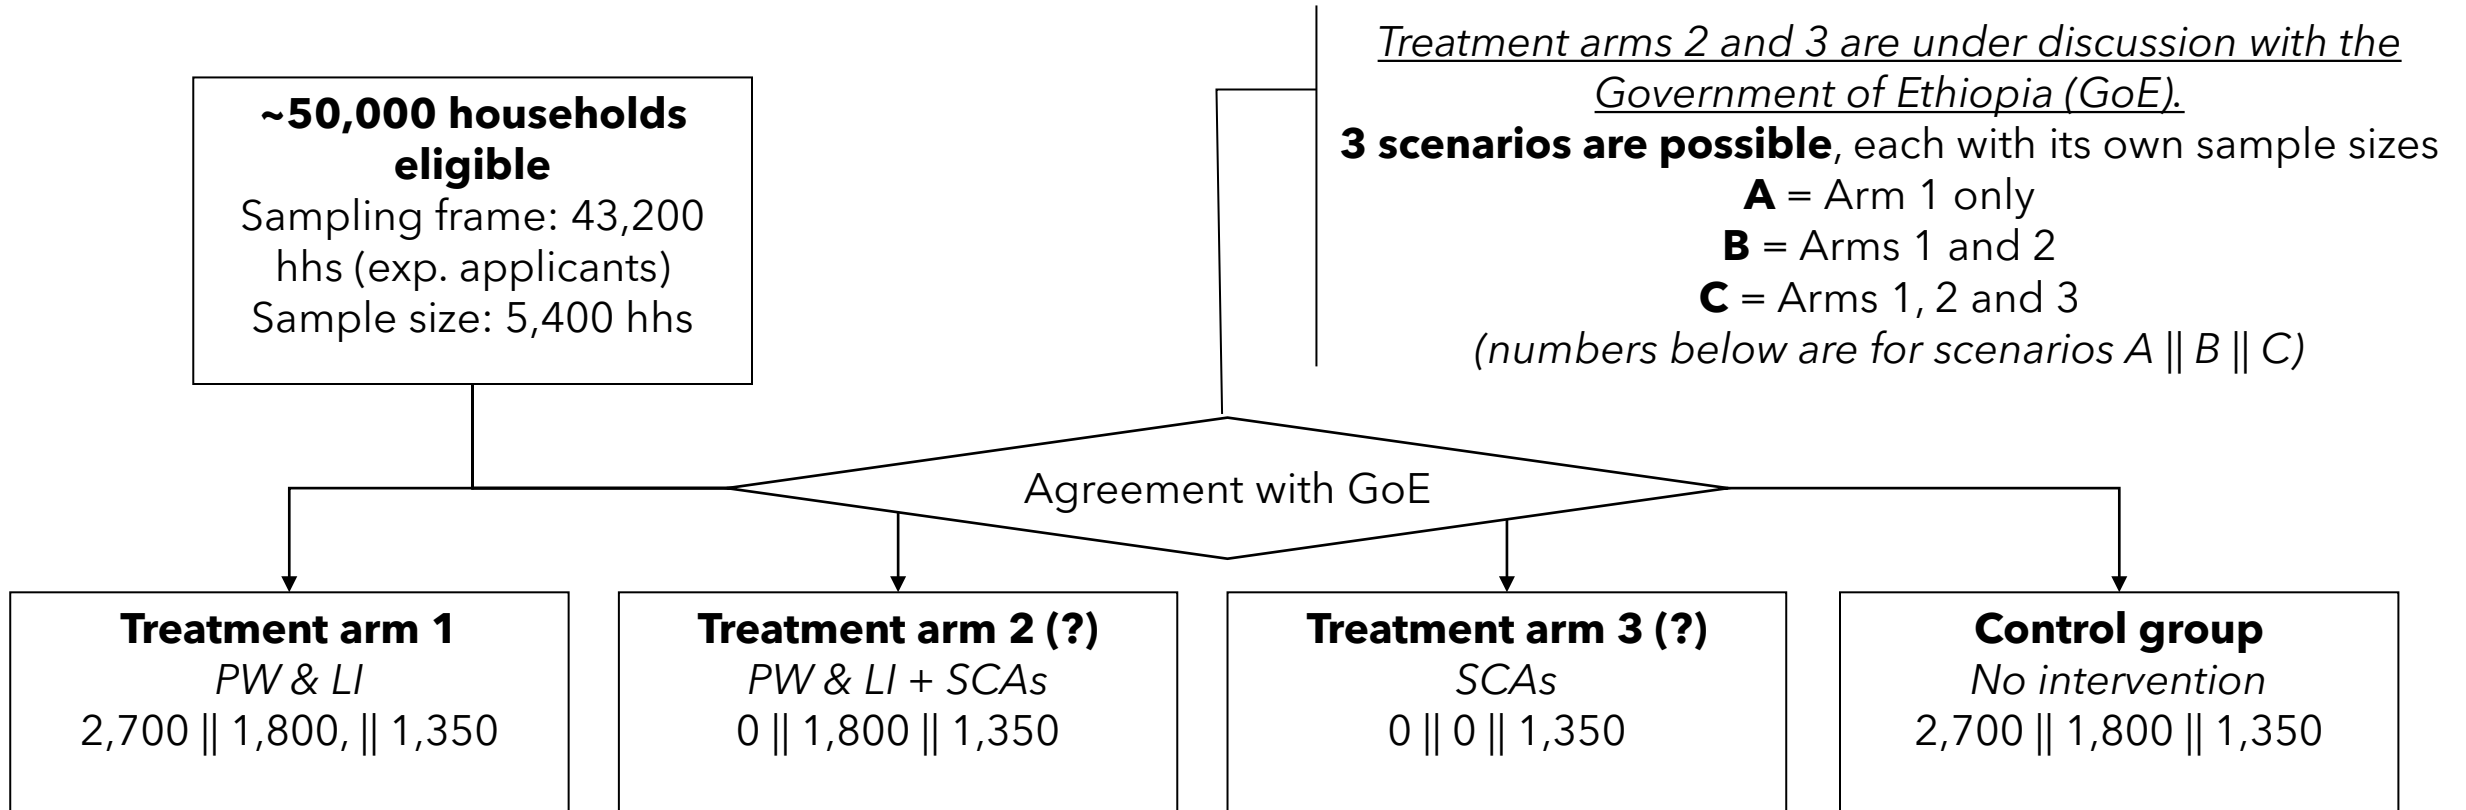 ~50,000 households
eligible
Sampling frame: 43,200
hhs (exp. applicants)
Sample size: 5,400 hhs
Treatment arms 2 and 3 are under discussion with the
Government of Ethiopia (GoE).
3 scenarios are possible, each with its own sample sizes
A = Arm 1 only
B = Arms 1 and 2
C = Arms 1, 2 and 3
(numbers below are for scenarios A || B || C)
Agreement with GoE
Treatment arm 1
PW & LI
2,700 || 1,800, || 1,350
Treatment arm 2 (?)
PW & LI + SCAs
0 || 1,800 || 1,350
Treatment arm 3 (?)
SCAs
0 || 0 || 1,350
Control group
No intervention
2,700 || 1,800 || 1,350